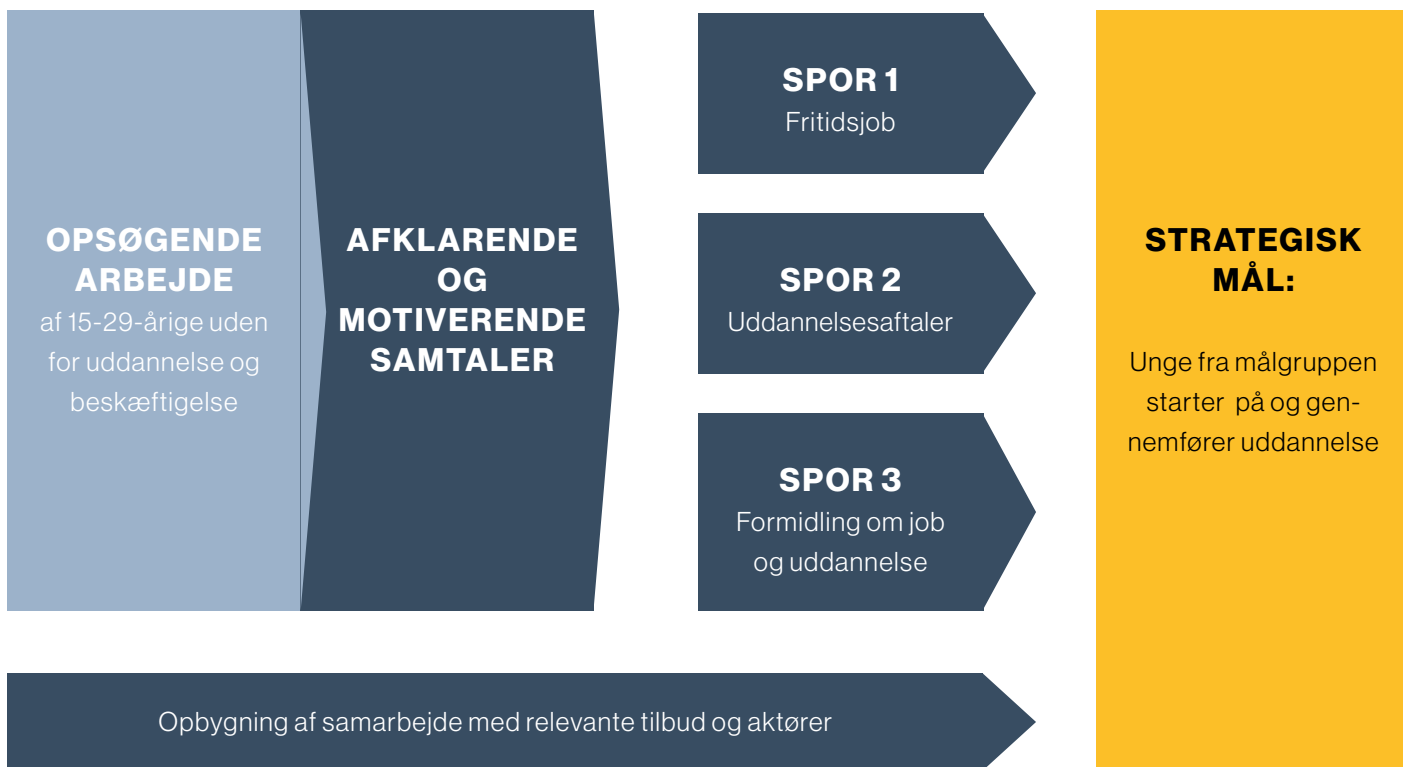 OPSØGENDE
ARBEJDE
af 15-29-årige uden
for uddannelse og
beskæftigelse
AFKLARENDE
OG
MOTIVERENDE
SAMTALER
SPOR 1
Fritidsjob
SPOR 2
Uddannelsesaftaler
SPOR 3
Formidling om job
og uddannelse
STRATEGISK
MÅL:
Unge fra målgruppen
starter på og gen-
nemfører uddannelse
Opbygning af samarbejde med relevante tilbud og aktører